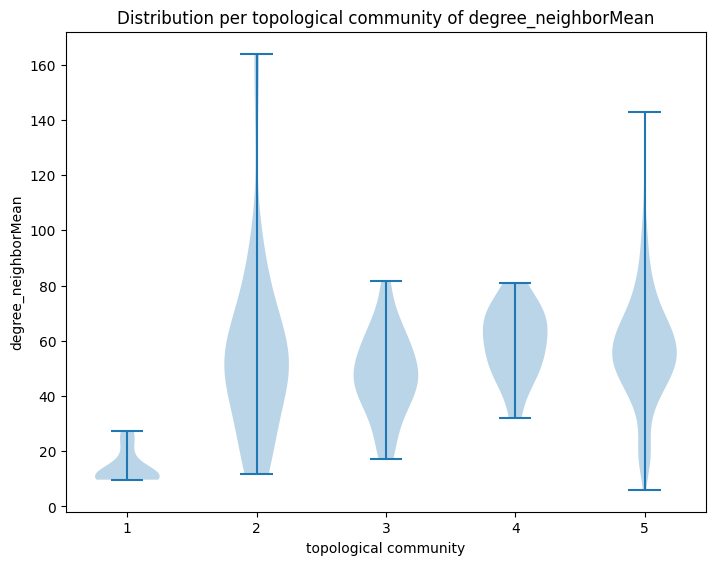 Distribution per topological community of degree_neighborMean
degree_neighborMean
160
140
120
100
80
60
40
20
0
1 2 3 4 5
topological community